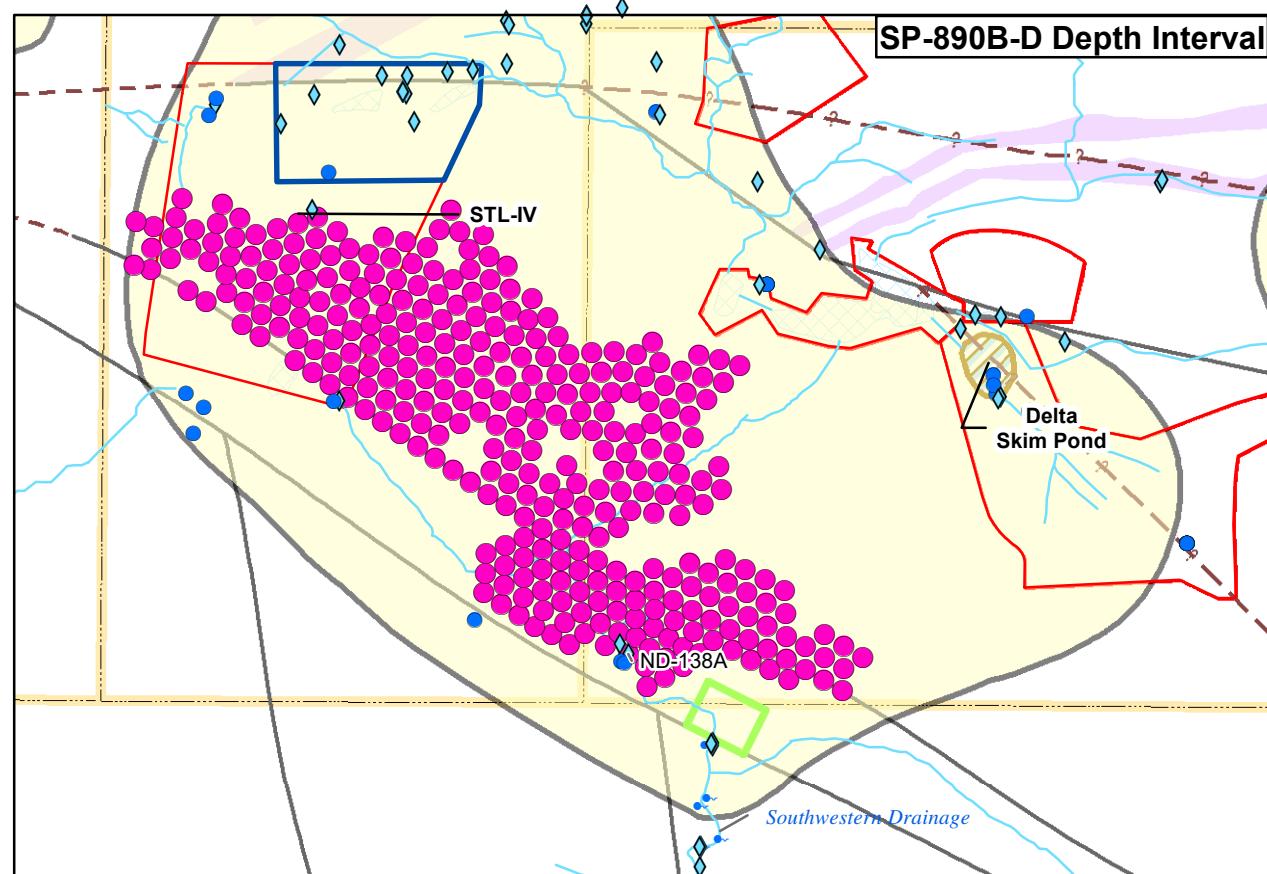 SP-890B-D Depth Interval
?
?
?
?
?
?
STL-IV
?
Delta
Skim Pond
?
?
ND-138A
Southwestern Drainage